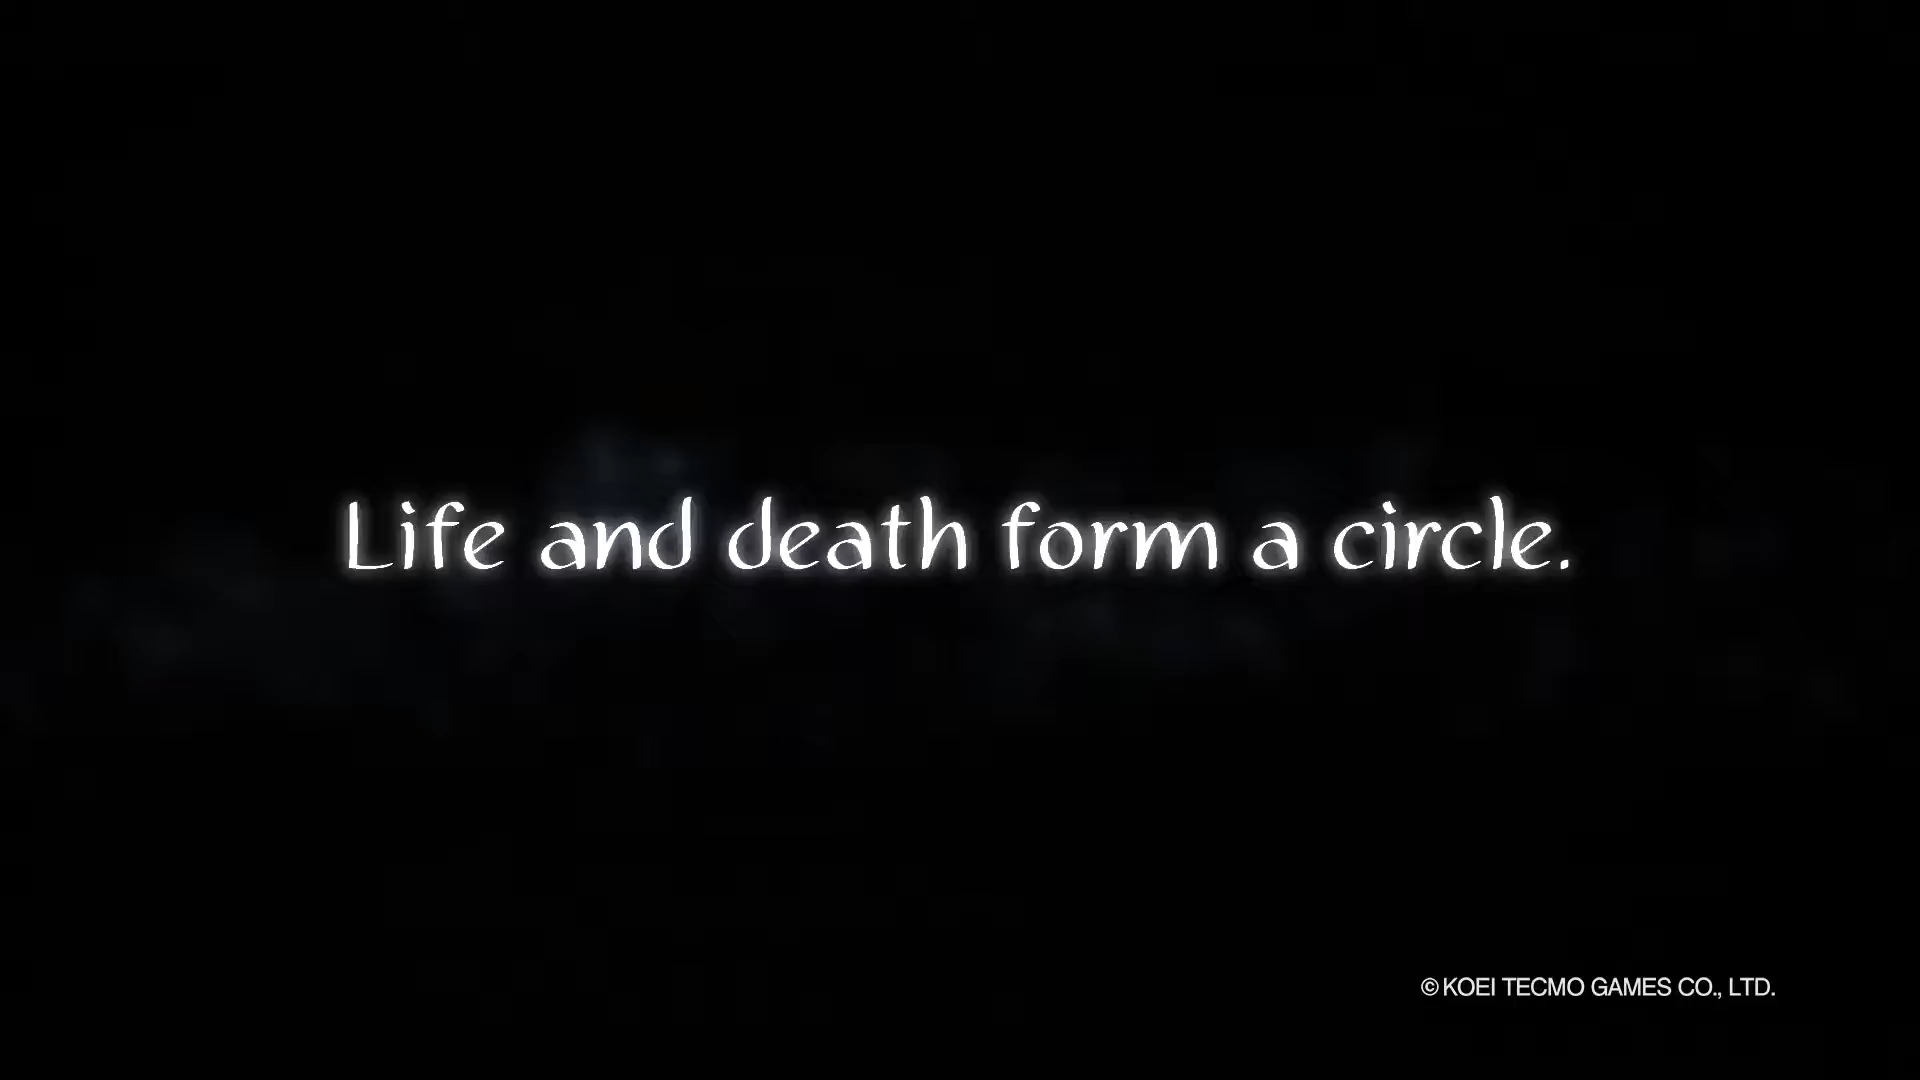 Life and death form a circle.
© KOEI TECMO GAMES CO., LTD.